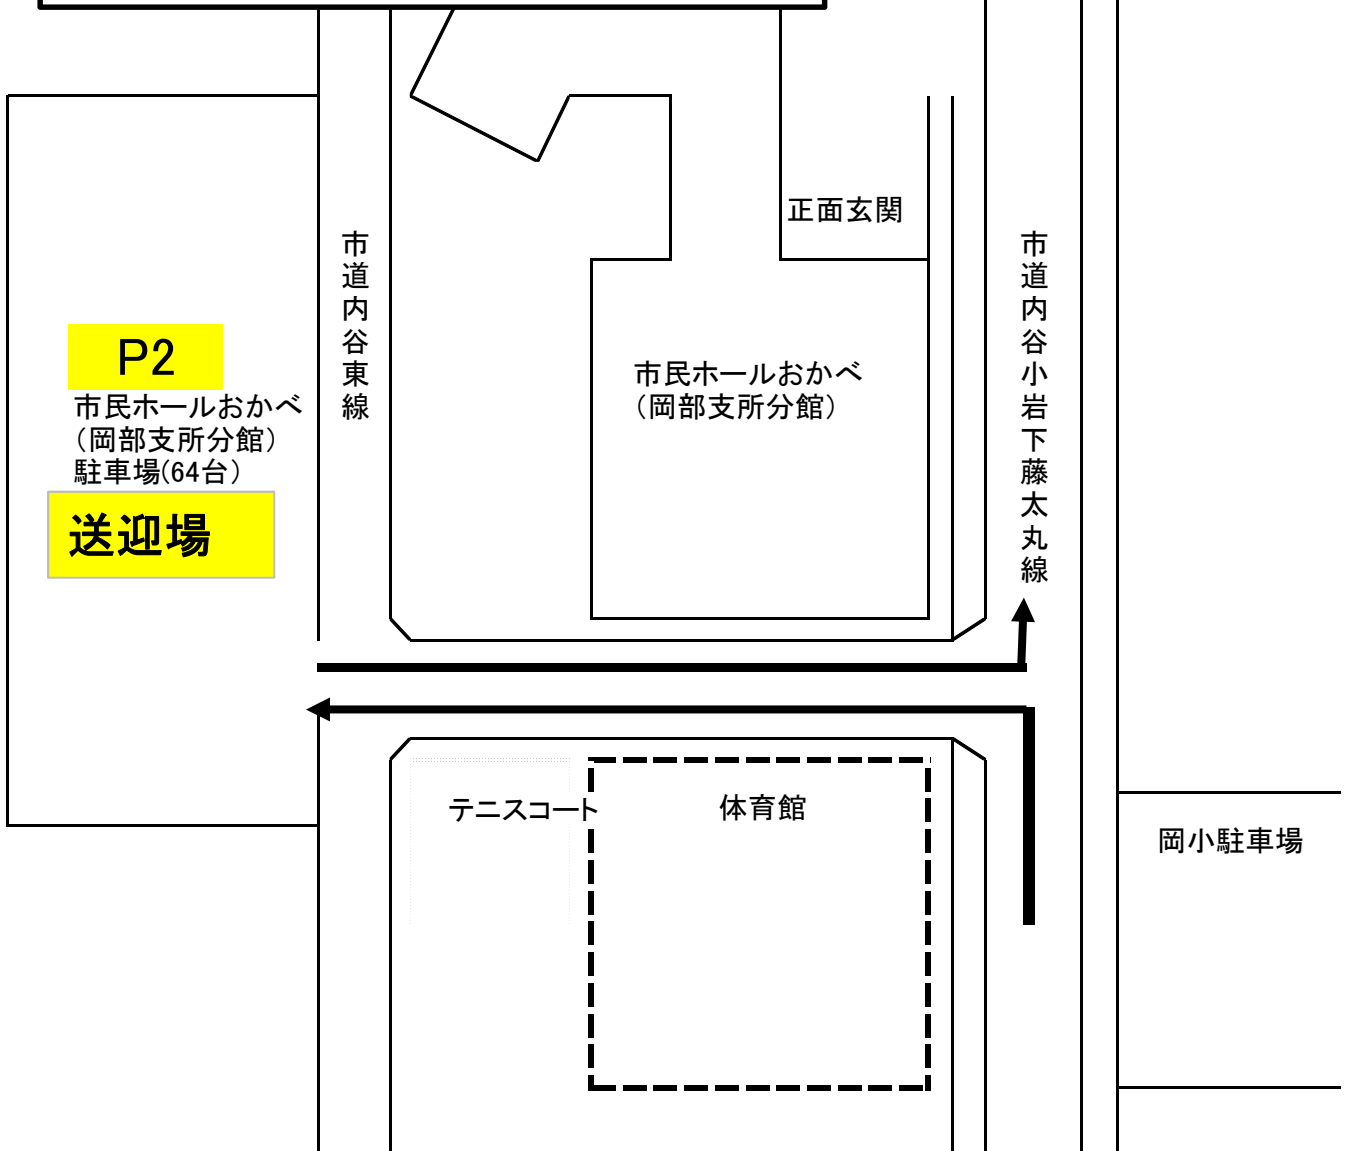 正面玄関
市道内谷東線
市道内谷小岩下藤太丸線
P2
市民ホールおかべ
（岡部支所分館）
駐車場(64台）
送迎場
市民ホールおかべ
（岡部支所分館）
テニスコート
体育館
岡小駐車場